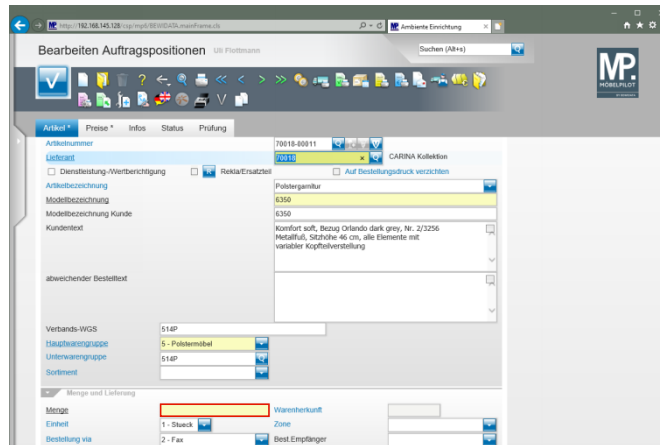 http://192.168.145.128/csp/mp6/BEWIDATA.mainFrame.cls
MP Ambiente Einrichtung
Bearbeiten Auftragspositionen Uli Flottmann
Suchen (Alt+s)
MP.
MÖBELPILOT
Artikel * Preise * Infos Status Prüfung
Artikelnummer 70018-00011
Lieferant 70018 CARINA Kollektion
Dienstleistung-/Wertberichtigung R Rekla/Ersatzteil Auf Bestellungsdruck verzichten
Artikelbezeichnung Polstergarnitur
Modellbezeichnung 6350
Modellbezeichnung Kunde 6350
Kundentext Komfort soft, Bezug Orlando dark grey, Nr. 2/3256
Metallfuß, Sitzhöhe 46 cm, alle Elemente mit
variabler Kopfteilverstellung
abweichender Bestelltext
Verbands-WGS 514P
Hauptwarengruppe 5 - Polstermöbel
Unterwarengruppe 514P
Sortiment
Menge und Lieferung
Menge Warenherkunft
Einheit 1 - Stueck Zone
Bestellung via 2 - Fax Best.Empfänger